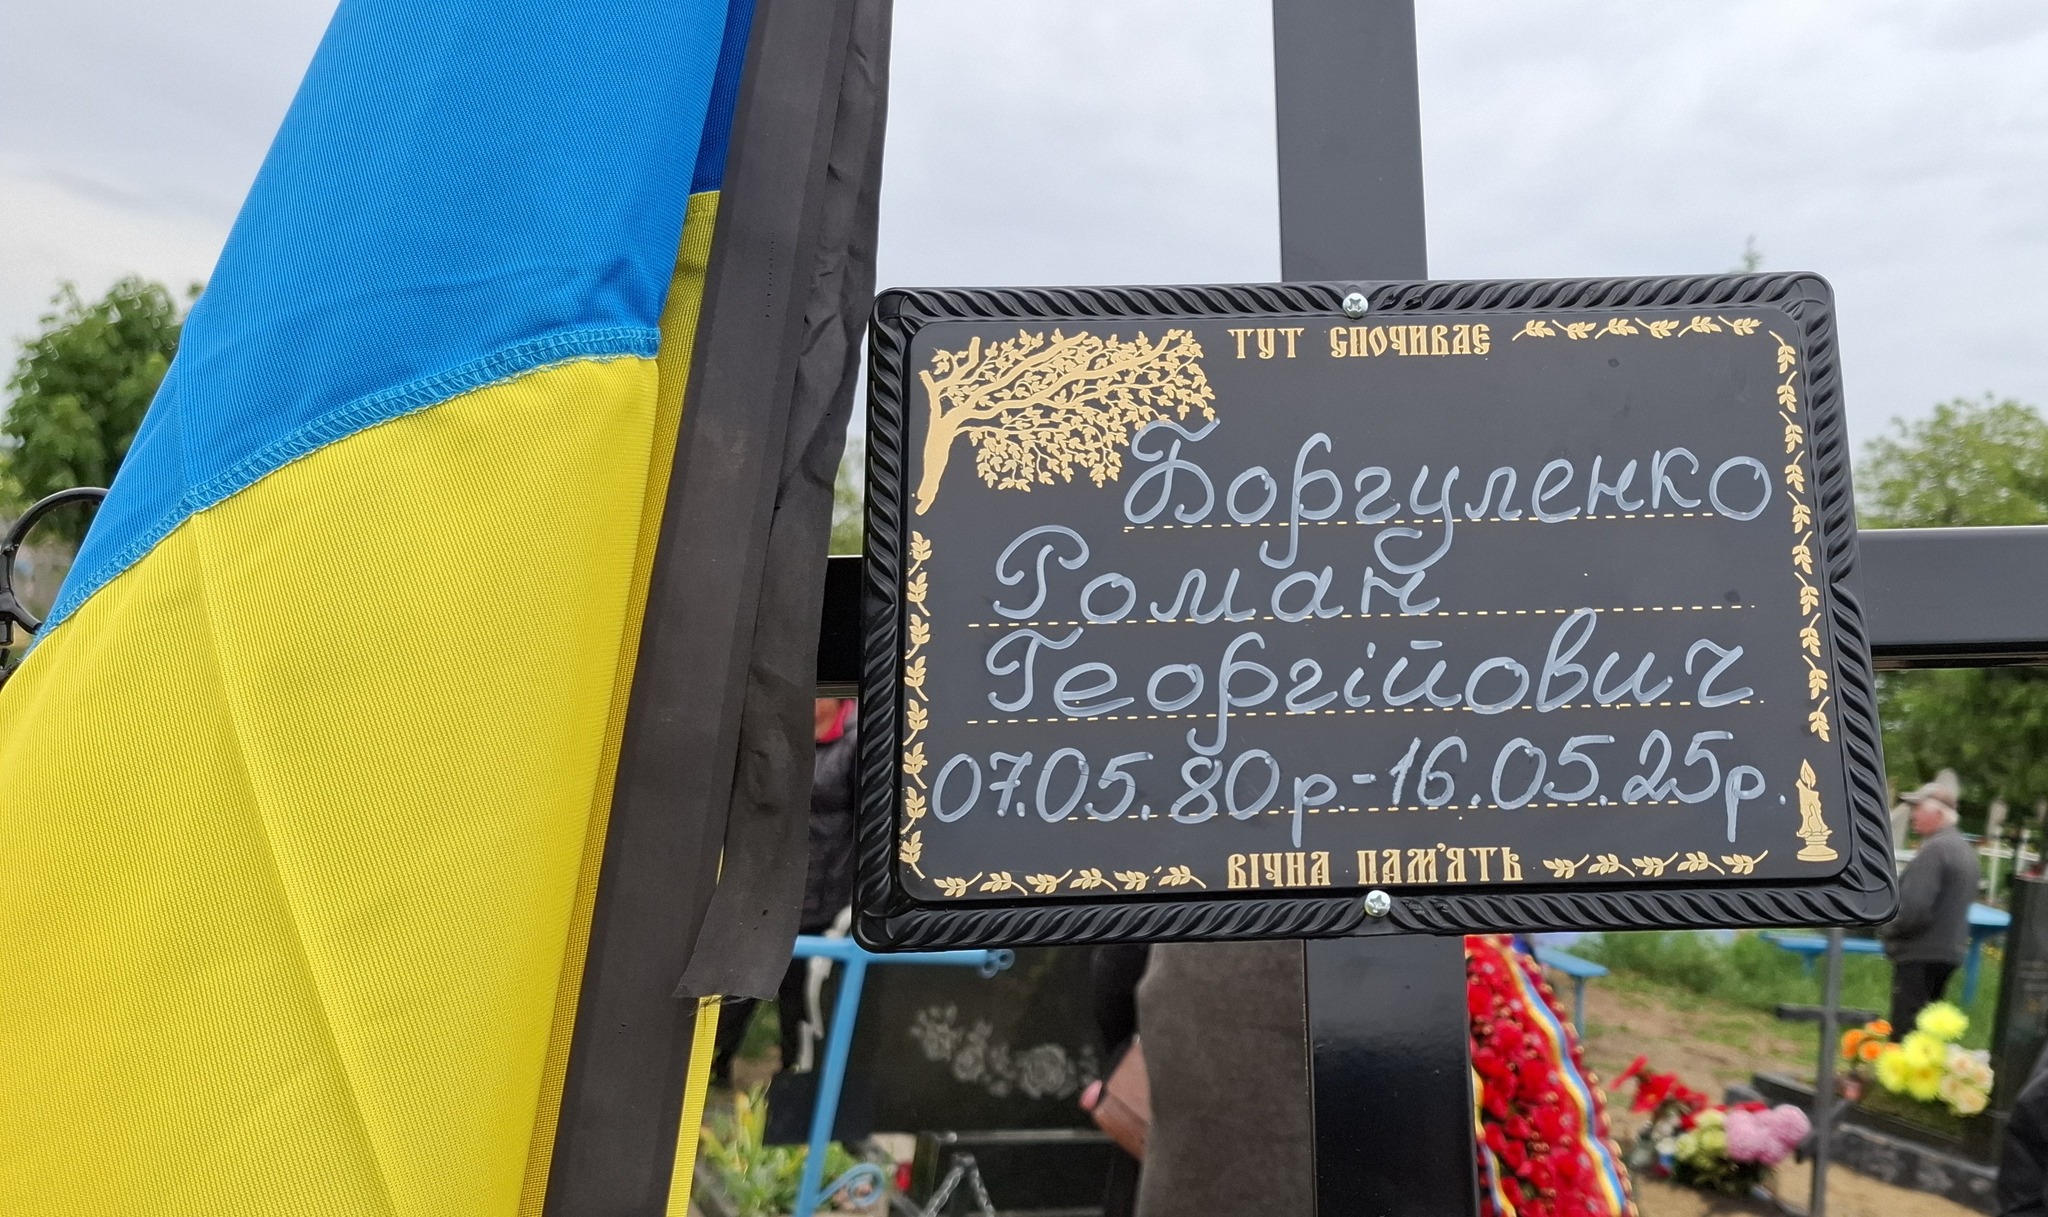 ТУТ СПОЧИВАЄ
Боргуленко
Роман
Георгійович
07.05.80р.-16.05.25р.
ВІЧНА ПАМ'ЯТЬ